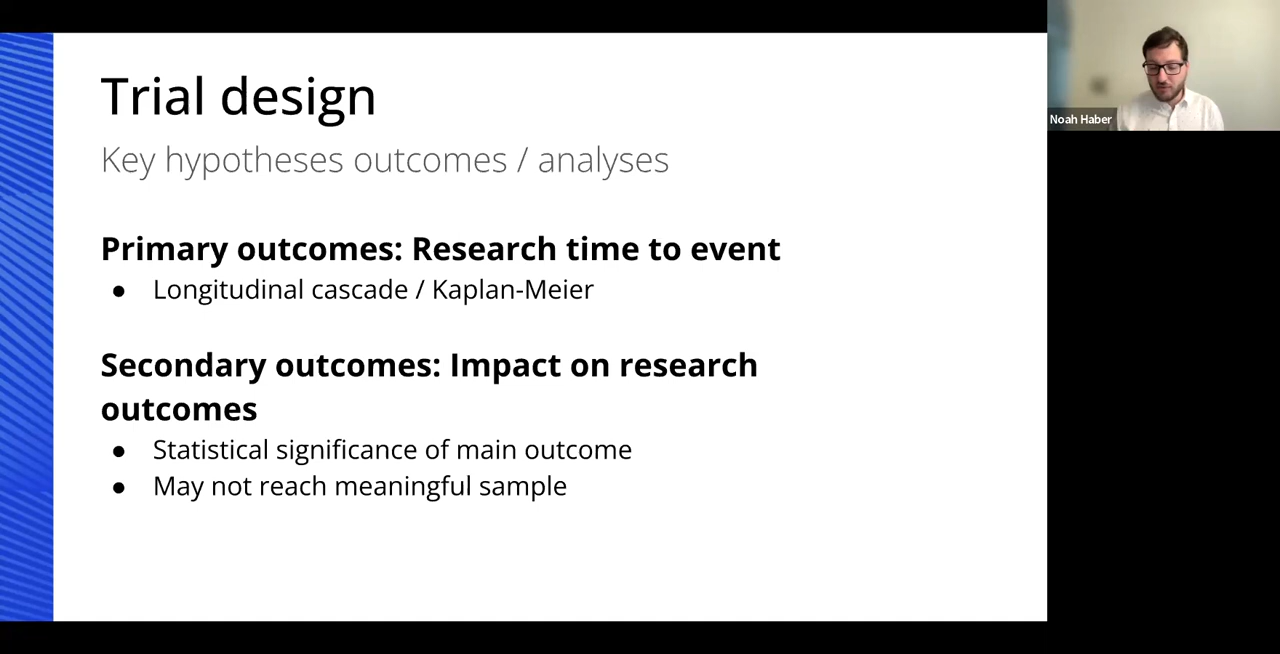 Trial design
Key hypotheses outcomes / analyses
Primary outcomes: Research time to event
● Longitudinal cascade / Kaplan-Meier
Secondary outcomes: Impact on research
outcomes
● Statistical significance of main outcome
● May not reach meaningful sample
Noah Haber